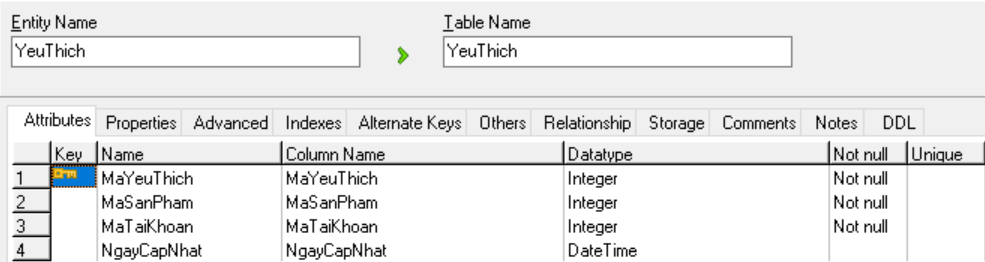 Entity Name Table Name
YeuThich YeuThich
Attributes Properties Advanced Indexes Alternate Keys Others Relationship Storage Comments Notes DDL
Key Name Column Name Datatype Not null Unique
1 MaYeuThich MaYeuThich Integer Not null
2 MaSanPham MaSanPham Integer Not null
3 MaTaiKhoan MaTaiKhoan Integer Not null
4 NgayCapNhat NgayCapNhat DateTime